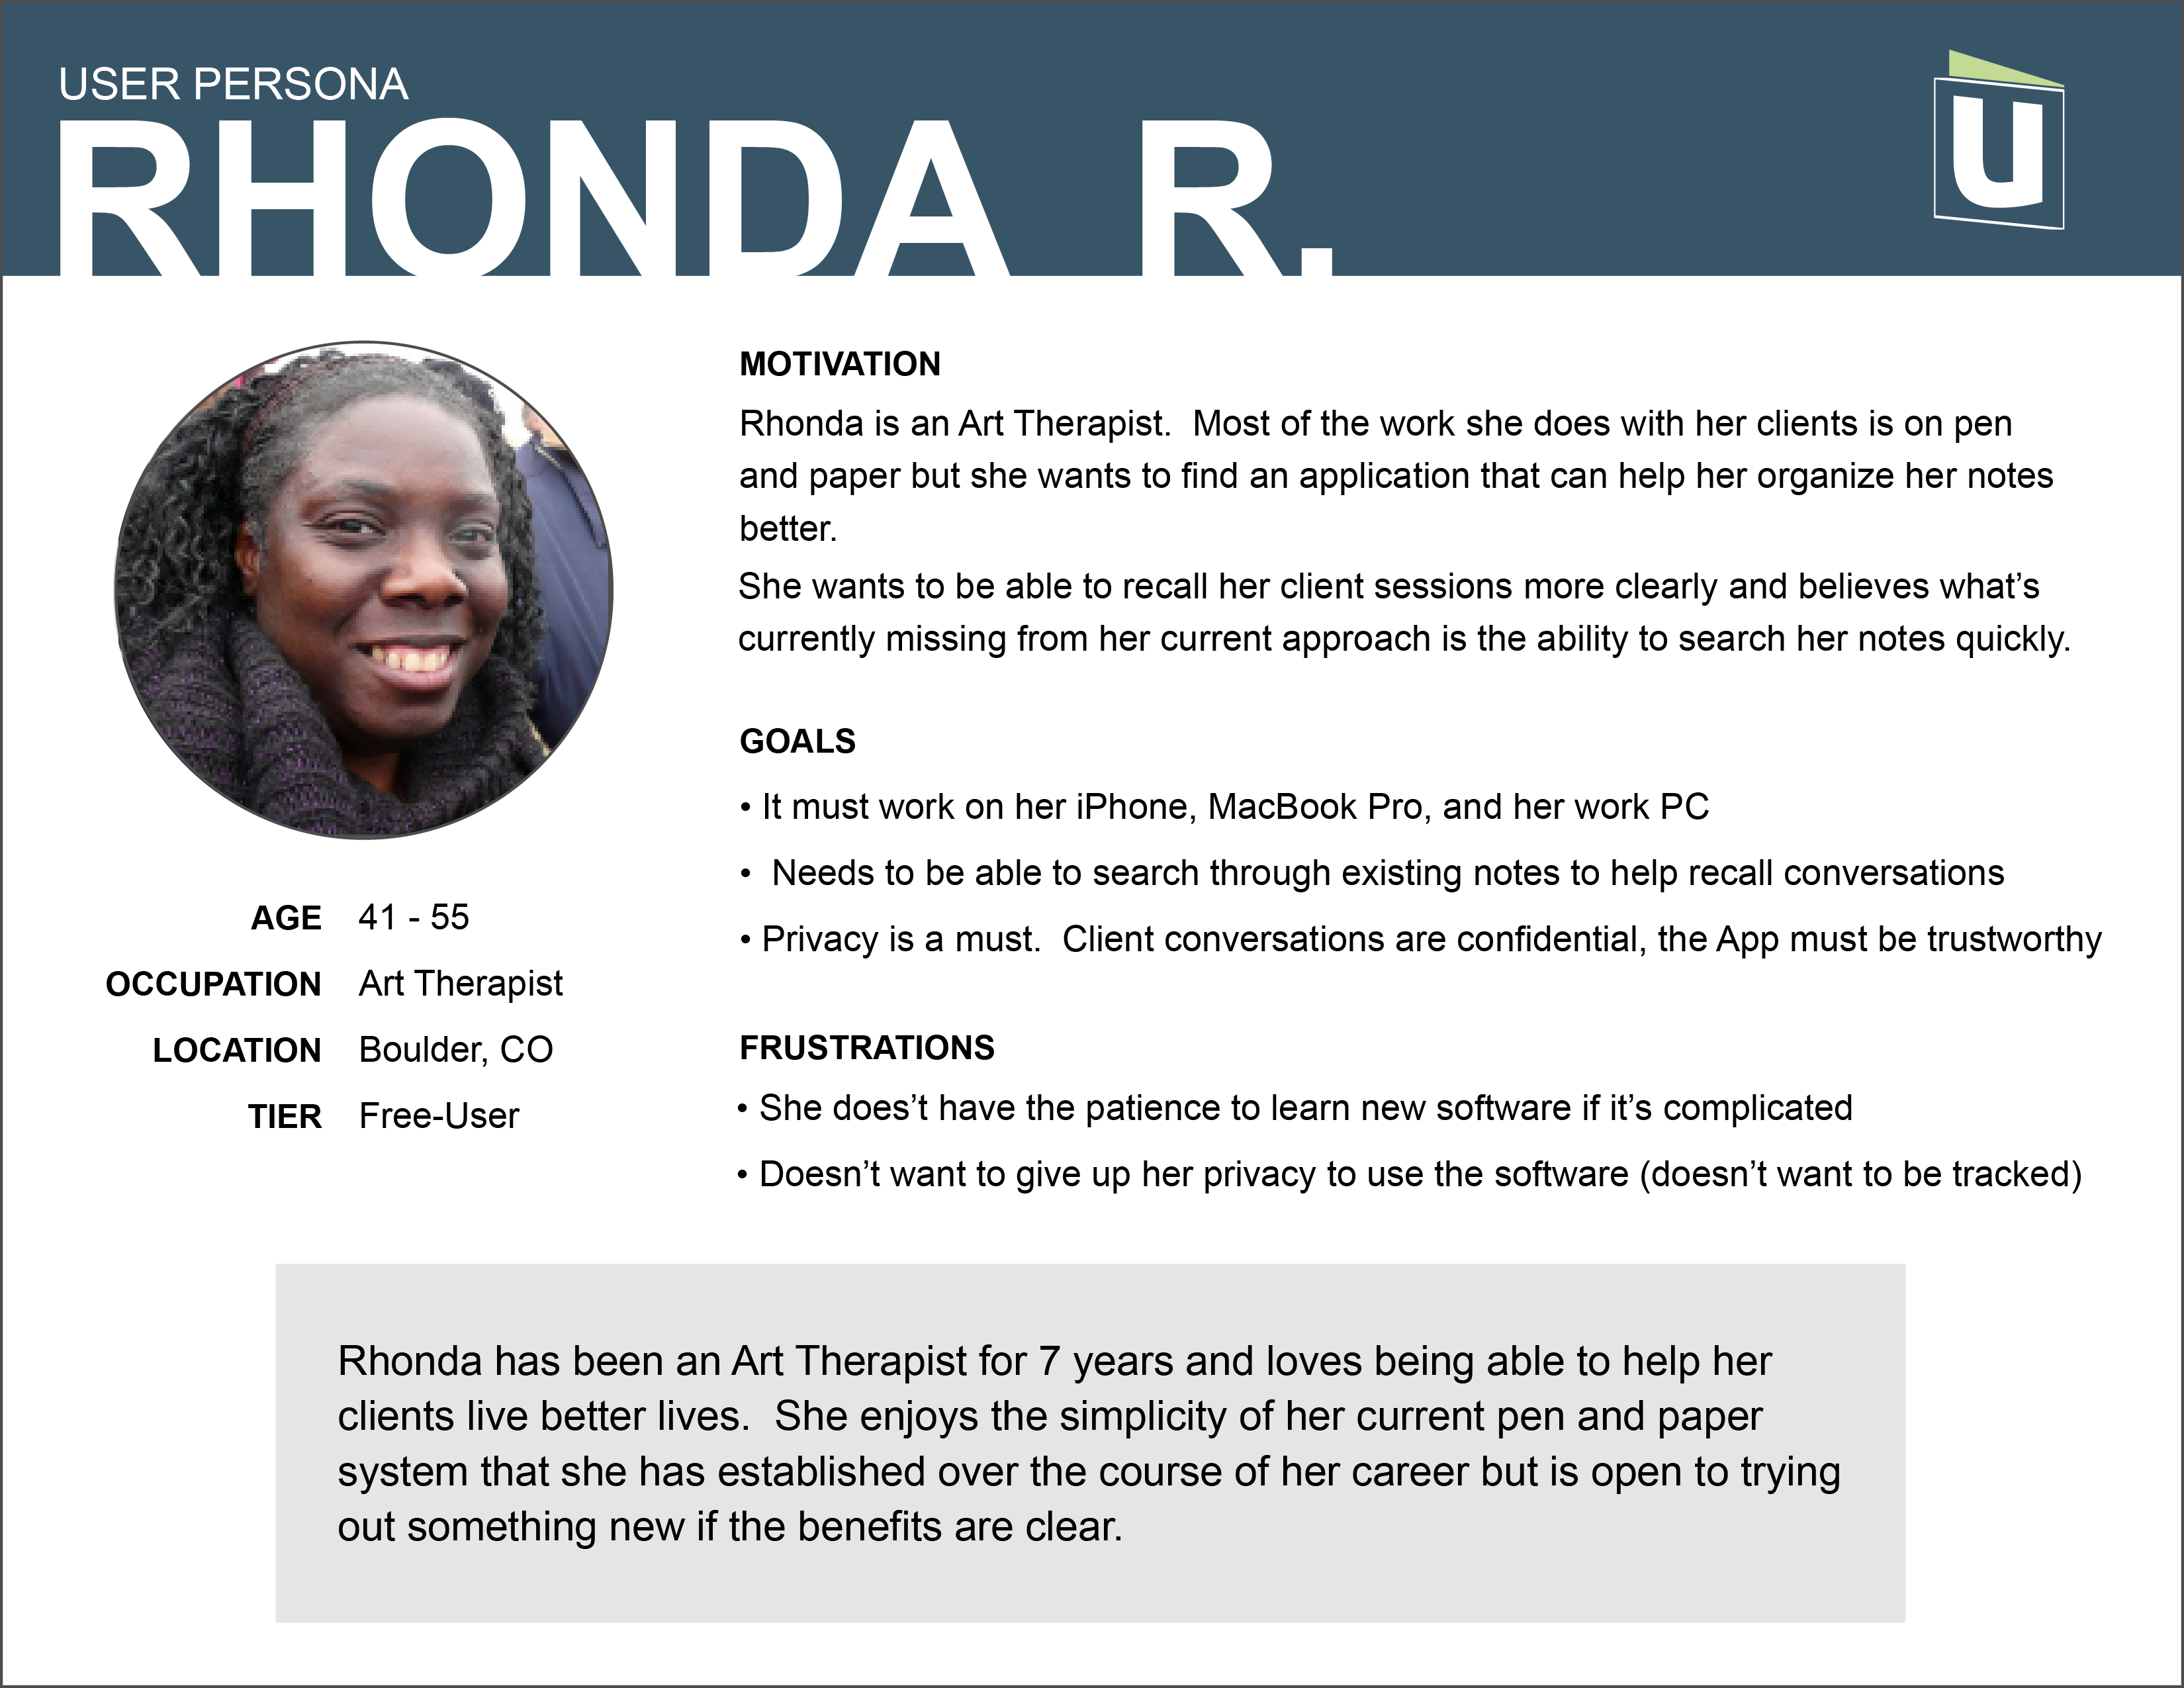 USER PERSONA
RHONDA R.
u
MOTIVATION
Rhonda is an Art Therapist.  Most of the work she does with her clients is on pen
and paper but she wants to find an application that can help her organize her notes
better.
She wants to be able to recall her client sessions more clearly and believes what’s
currently missing from her current approach is the ability to search her notes quickly.
GOALS
• It must work on her iPhone, MacBook Pro, and her work PC
•  Needs to be able to search through existing notes to help recall conversations
• Privacy is a must.  Client conversations are confidential, the App must be trustworthy
FRUSTRATIONS
• She does’t have the patience to learn new software if it’s complicated
• Doesn’t want to give up her privacy to use the software (doesn’t want to be tracked)
AGE 41 - 55
OCCUPATION Art Therapist
LOCATION Boulder, CO
TIER Free-User
Rhonda has been an Art Therapist for 7 years and loves being able to help her
clients live better lives.  She enjoys the simplicity of her current pen and paper
system that she has established over the course of her career but is open to trying
out something new if the benefits are clear.